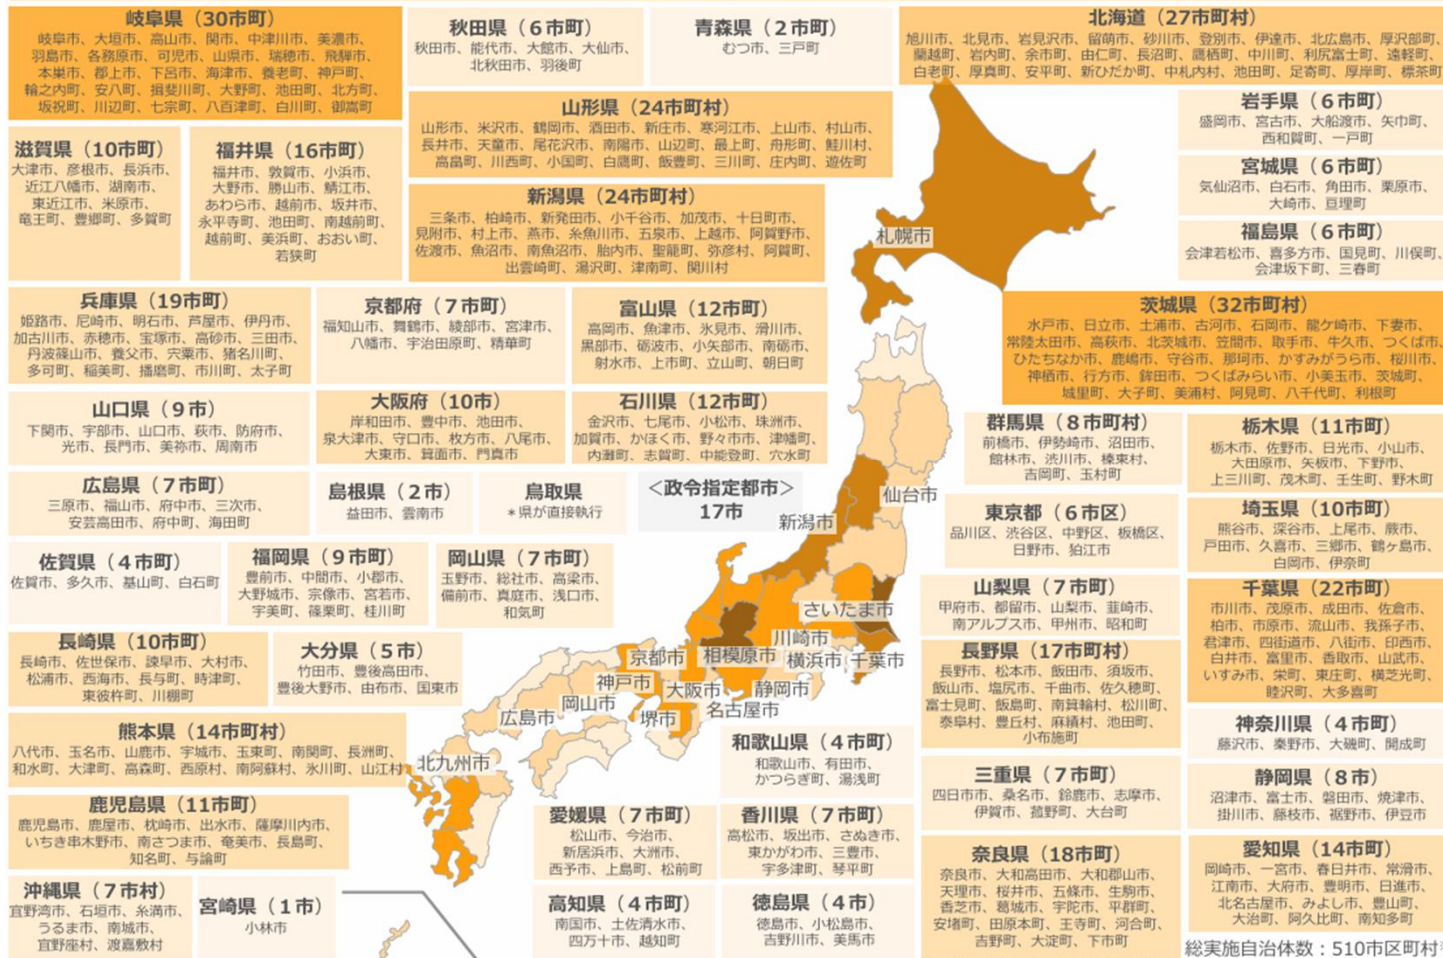 岐阜県（30市町）
岐阜市、大垣市、高山市、関市、中津川市、美濃市、
羽島市、各務原市、可児市、山県市、瑞穂市、飛騨市、
本巣市、郡上市、下呂市、海津市、養老町、神戸町、
輪之内町、安八町、揖斐川町、大野町、池田町、北方町、
坂祝町、川辺町、七宗町、八百津町、白川町、御嵩町
秋田県（6市町）
秋田市、能代市、大館市、大仙市、
北秋田市、羽後町
青森県（2市町）
むつ市、三戸町
北海道（27市町村）
旭川市、北見市、岩見沢市、留萌市、砂川市、登別市、伊達市、北広島市、厚沢部町、
蘭越町、岩内町、余市町、由仁町、長沼町、鷹栖町、中川町、利尻富士町、遠軽町、
白老町、厚真町、安平町、新ひだか町、中札内村、池田町、足寄町、厚岸町、標茶町
山形県（24市町村）
山形市、米沢市、鶴岡市、酒田市、新庄市、寒河江市、上山市、村山市、
長井市、天童市、尾花沢市、南陽市、山辺町、最上町、舟形町、鮭川村、
高畠町、川西町、小国町、白鷹町、飯豊町、三川町、庄内町、遊佐町
岩手県（6市町）
盛岡市、宮古市、大船渡市、矢巾町、
西和賀町、一戸町
滋賀県（10市町）
大津市、彦根市、長浜市、
近江八幡市、湖南市、
東近江市、米原市、
竜王町、豊郷町、多賀町
福井県（16市町）
福井市、敦賀市、小浜市、
大野市、勝山市、鯖江市、
あわら市、越前市、坂井市、
永平寺町、池田町、南越前町、
越前町、美浜町、おおい町、
若狭町
新潟県（24市町村）
三条市、柏崎市、新発田市、小千谷市、加茂市、十日町市、
見附市、村上市、燕市、糸魚川市、五泉市、上越市、阿賀野市、
佐渡市、魚沼市、南魚沼市、胎内市、聖籠町、弥彦村、阿賀町、
出雲崎町、湯沢町、津南町、関川村
宮城県（6市町）
気仙沼市、白石市、角田市、栗原市、
大崎市、亘理町
福島県（6市町）
会津若松市、喜多方市、国見町、川俣町、
会津坂下町、三春町
札幌市
兵庫県（19市町）
姫路市、尼崎市、明石市、芦屋市、伊丹市、
加古川市、赤穂市、宝塚市、高砂市、三田市、
丹波篠山市、養父市、宍粟市、猪名川町、
多可町、稲美町、播磨町、市川町、太子町
京都府（7市町）
福知山市、舞鶴市、綾部市、宮津市、
八幡市、宇治田原町、精華町
富山県（12市町）
高岡市、魚津市、氷見市、滑川市、
黒部市、砺波市、小矢部市、南砺市、
射水市、上市町、立山町、朝日町
茨城県（32市町村）
水戸市、日立市、土浦市、古河市、石岡市、龍ケ崎市、下妻市、
常陸太田市、高萩市、北茨城市、笠間市、取手市、牛久市、つくば市、
ひたちなか市、鹿嶋市、守谷市、那珂市、かすみがうら市、桜川市、
神栖市、行方市、鉾田市、つくばみらい市、小美玉市、茨城町、
城里町、大子町、美浦村、阿見町、八千代町、利根町
山口県（9市）
下関市、宇部市、山口市、萩市、防府市、
光市、長門市、美祢市、周南市
大阪府（10市）
岸和田市、豊中市、池田市、
泉大津市、守口市、枚方市、八尾市、
大東市、箕面市、門真市
石川県（12市町）
金沢市、七尾市、小松市、珠洲市、
加賀市、かほく市、野々市市、津幡町、
内灘町、志賀町、中能登町、穴水町
群馬県（8市町村）
前橋市、伊勢崎市、沼田市、
館林市、渋川市、榛東村、
吉岡町、玉村町
栃木県（11市町）
栃木市、佐野市、日光市、小山市、
大田原市、矢板市、下野市、
上三川町、茂木町、壬生町、野木町
広島県（7市町）
三原市、福山市、府中市、三次市、
安芸高田市、府中町、海田町
島根県（2市）
益田市、雲南市
鳥取県
＊県が直接執行
＜政令指定都市＞
17市
新潟市
仙台市
東京都（6市区）
品川区、渋谷区、中野区、板橋区、
日野市、狛江市
埼玉県（10市町）
熊谷市、深谷市、上尾市、蕨市、
戸田市、久喜市、三郷市、鶴ヶ島市、
白岡市、伊奈町
佐賀県（4市町）
佐賀市、多久市、基山町、白石町
福岡県（9市町）
豊前市、中間市、小郡市、
大野城市、宗像市、宮若市、
宇美町、篠栗町、桂川町
岡山県（7市町）
玉野市、総社市、高梁市、
備前市、真庭市、浅口市、
和気町
さいたま市
山梨県（7市町）
甲府市、都留市、山梨市、韮崎市、
南アルプス市、甲州市、昭和町
千葉県（22市町）
市川市、茂原市、成田市、佐倉市、
柏市、市原市、流山市、我孫子市、
君津市、四街道市、八街市、印西市、
白井市、富里市、香取市、山武市、
いすみ市、栄町、東庄町、横芝光町、
睦沢町、大多喜町
長崎県（10市町）
長崎市、佐世保市、諫早市、大村市、
松浦市、西海市、長与町、時津町、
東彼杵町、川棚町
大分県（5市）
竹田市、豊後高田市、
豊後大野市、由布市、国東市
川崎市
京都市
相模原市
横浜市
千葉市
長野県（17市町村）
長野市、松本市、飯田市、須坂市、
飯山市、塩尻市、千曲市、佐久穂町、
富士見町、飯島町、南箕輪村、松川町、
泰阜村、豊丘村、麻績村、池田町、
小布施町
神戸市
大阪市
静岡市
岡山市
名古屋市
広島市
堺市
北九州市
熊本県（14市町村）
八代市、玉名市、山鹿市、宇城市、玉東町、南関町、長洲町、
和水町、大津町、高森町、西原村、南阿蘇村、氷川町、山江村
和歌山県（4市町）
和歌山市、有田市、
かつらぎ町、湯浅町
神奈川県（4市町）
藤沢市、秦野市、大磯町、開成町
三重県（7市町）
四日市市、桑名市、鈴鹿市、志摩市、
伊賀市、菰野町、大台町
静岡県（8市）
沼津市、富士市、磐田市、焼津市、
掛川市、藤枝市、裾野市、伊豆市
鹿児島県（11市町）
鹿児島市、鹿屋市、枕崎市、出水市、薩摩川内市、
いちき串木野市、南さつま市、奄美市、長島町、
知名町、与論町
愛媛県（7市町）
松山市、今治市、
新居浜市、大洲市、
西予市、上島町、松前町
香川県（7市町）
高松市、坂出市、さぬき市、
東かがわ市、三豊市、
宇多津町、琴平町
奈良県（18市町）
奈良市、大和高田市、大和郡山市、
天理市、桜井市、五條市、生駒市、
香芝市、葛城市、宇陀市、平群町、
安堵町、田原本町、王寺町、河合町、
吉野町、大淀町、下市町
愛知県（14市町）
岡崎市、一宮市、春日井市、常滑市、
江南市、大府市、豊明市、日進市、
北名古屋市、みよし市、豊山町、
大治町、阿久比町、南知多町
沖縄県（7市村）
宜野湾市、石垣市、糸満市、
うるま市、南城市、
宜野座村、渡嘉敷村
宮崎県（1市）
小林市
高知県（4市町）
南国市、土佐清水市、
四万十市、越知町
徳島県（4市）
徳島市、小松島市、
吉野川市、美馬市
総実施自治体数：510市区町村※